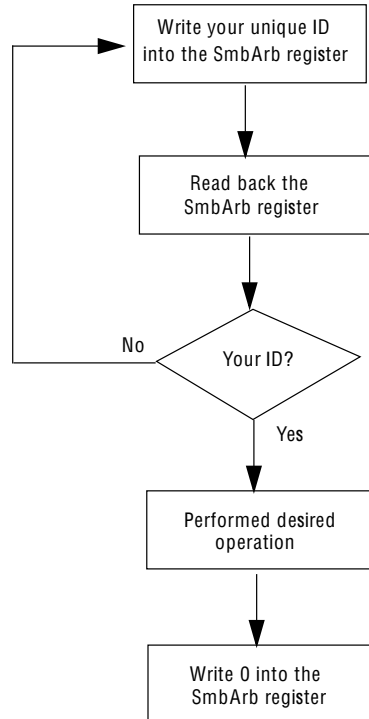 Write your unique ID
into the SmbArb register
Read back the
SmbArb register
No
Your ID?
Yes
Performed desired
operation
Write 0 into the
SmbArb register